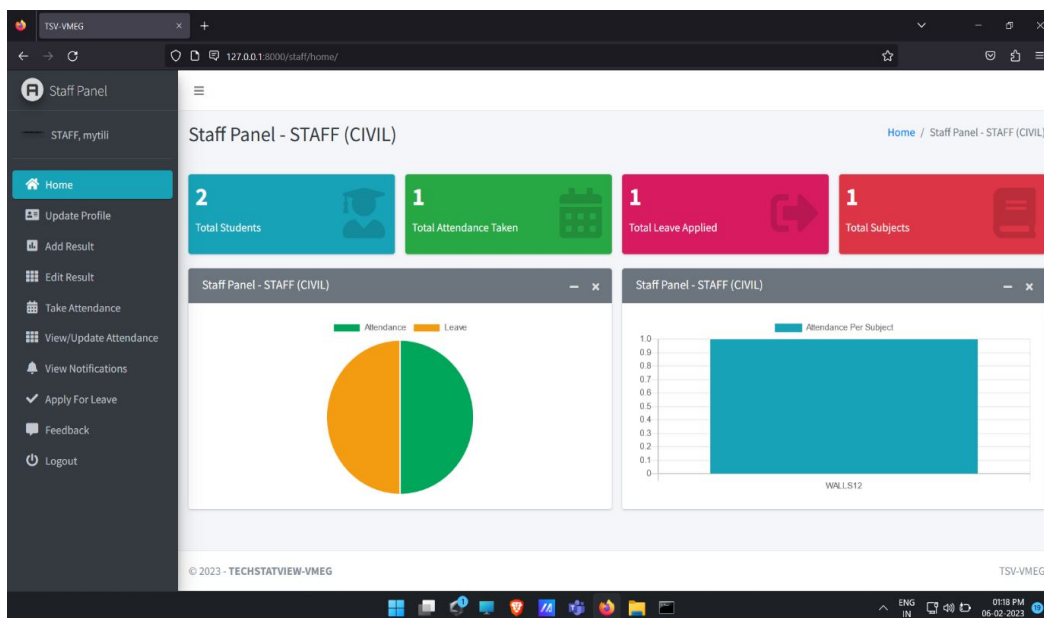 TSV-VMEG
127.0.0.1:8000/staff/home/
Staff Panel
STAFF, mytili
Home
Update Profile
Add Result
Edit Result
Take Attendance
View/Update Attendance
View Notifications
Apply For Leave
Feedback
Logout
Staff Panel - STAFF (CIVIL)
Home / Staff Panel - STAFF (CIVIL)
2
Total Students
1
Total Attendance Taken
1
Total Leave Applied
1
Total Subjects
Staff Panel - STAFF (CIVIL)
Attendance Leave
Staff Panel - STAFF (CIVIL)
Attendance Per Subject
1.0
0.9
0.8
0.7
0.6
0.5
0.4
0.3
0.2
0.1
0
WALLS12
© 2023 - TECHSTATVIEW-VMEG
TSV-VMEG
ENG
IN
01:18 PM
06-02-2023